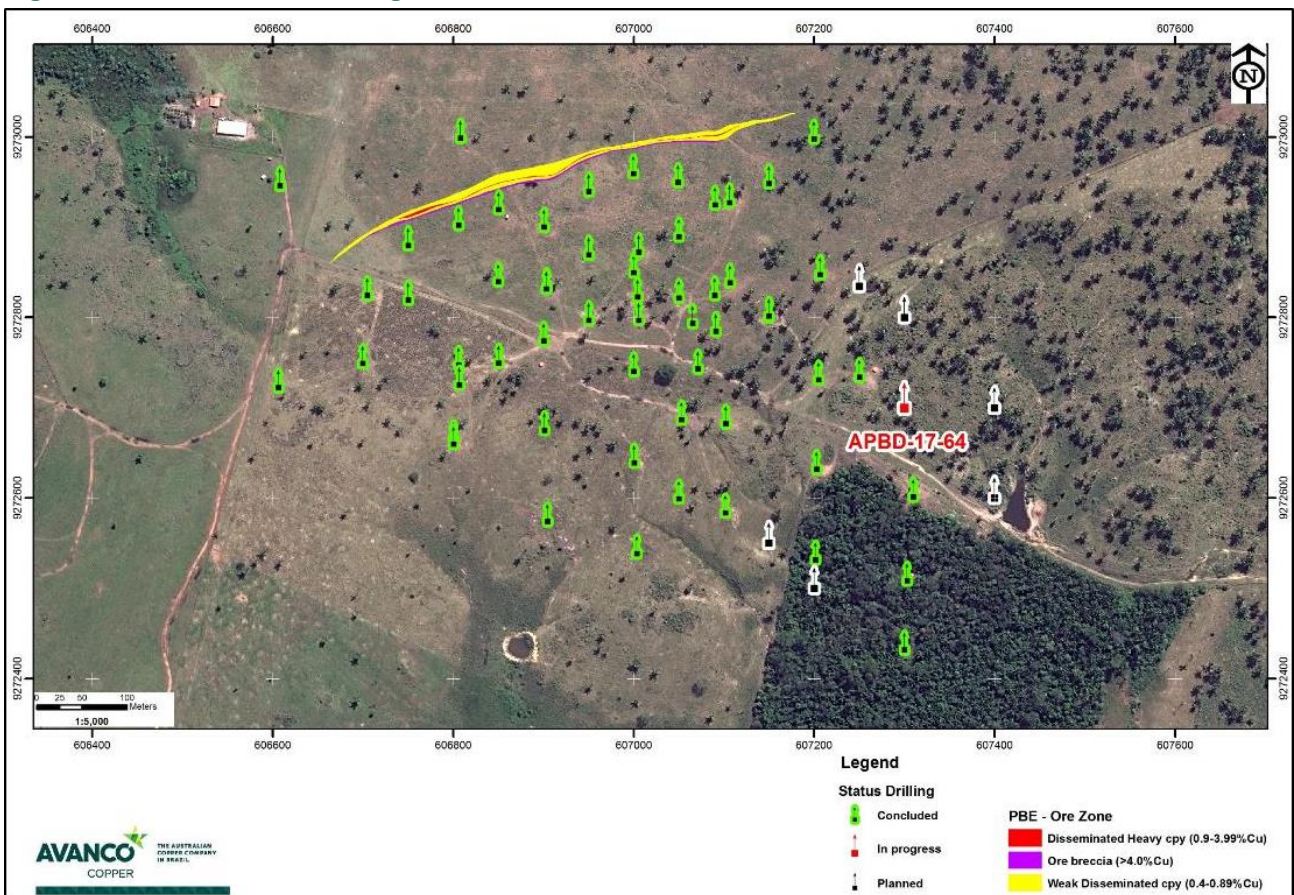 606400 606600 606800 607000 607200 607400 607600
N
9273000 9273000
9272800 9272800
APBD-17-64
9272600 9272600
9272400 9272400
0 25 50 100
Meters
1:5,000
606400 606600 606800 607000 607200 607400 607600
Legend
Status Drilling
Concluded
In progress
Planned
PBE - Ore Zone
Disseminated Heavy cpy (0.9-3.99%Cu)
Ore breccia (>4.0%Cu)
Weak Disseminated cpy (0.4-0.89%Cu)
AVANCO
COPPER
THE AUSTRALIAN
COPPER COMPANY
IN BRAZIL